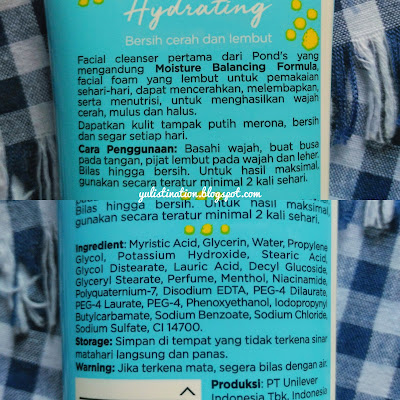 Hydrating
Bersih cerah dan lembut
Facial cleanser pertama dari Pond's yang
mengandung Moisture Balancing Formula,
facial foam yang lembut untuk pemakaian
sehari-hari, dapat mencerahkan, melembapkan,
serta menutrisi, untuk menghasilkan wajah
cerah, mulus dan halus.
Dapatkan kulit tampak putih merona, bersih
dan segar setiap hari.
Cara Penggunaan: Basahi wajah, buat busa
pada tangan, pijat lembut pada wajah dan leher.
Bilas hingga bersih. Untuk hasil maksimal,
gunakan secara teratur minimal 2 kali sehari.
yalistination.blogspot.com
pada tangan, pijat lembut pada wajah dan
Bilas hingga bersih. Untuk hasil maksimal,
gunakan secara teratur minimal 2 kali sehari.
Ingredient: Myristic Acid, Glycerin, Water, Propylene
Glycol, Potassium Hydroxide, Stearic Acid,
Glycol Distearate, Lauric Acid, Decyl Glucoside,
Glyceryl Stearate, Perfume, Menthol, Niacinamide,
Polyquaternium-7, Disodium EDTA, PEG-4 Dilaurate,
PEG-4 Laurate, PEG-4, Phenoxyethanol, Iodopropynyl
Butylcarbamate, Sodium Benzoate, Sodium Chloride,
Sodium Sulfate, CI 14700.
Storage: Simpan di tempat yang tidak terkena sinar
matahari langsung dan panas.
Warning: Jika terkena mata, segera bilas dengan air.
Produksi: PT Unilever
Indonesia Tbk, Indonesia